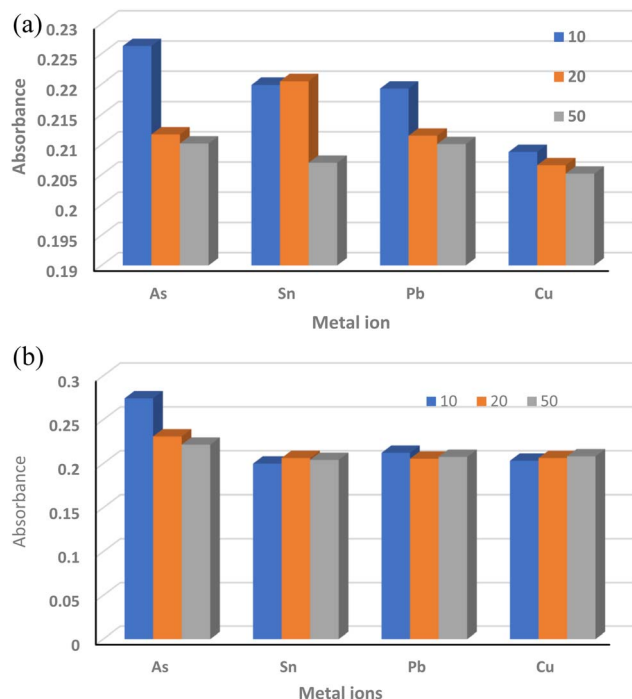 (a)
0.23
0.225
0.22
0.215
0.21
0.205
0.2
0.195
0.19
Absorbance
10
20
50
As Sn Pb Cu
Metal ion
(b)
0.3
0.25
0.2
0.15
0.1
0.05
0
Absorbance
10 20 50
As Sn Pb Cu
Metal ions